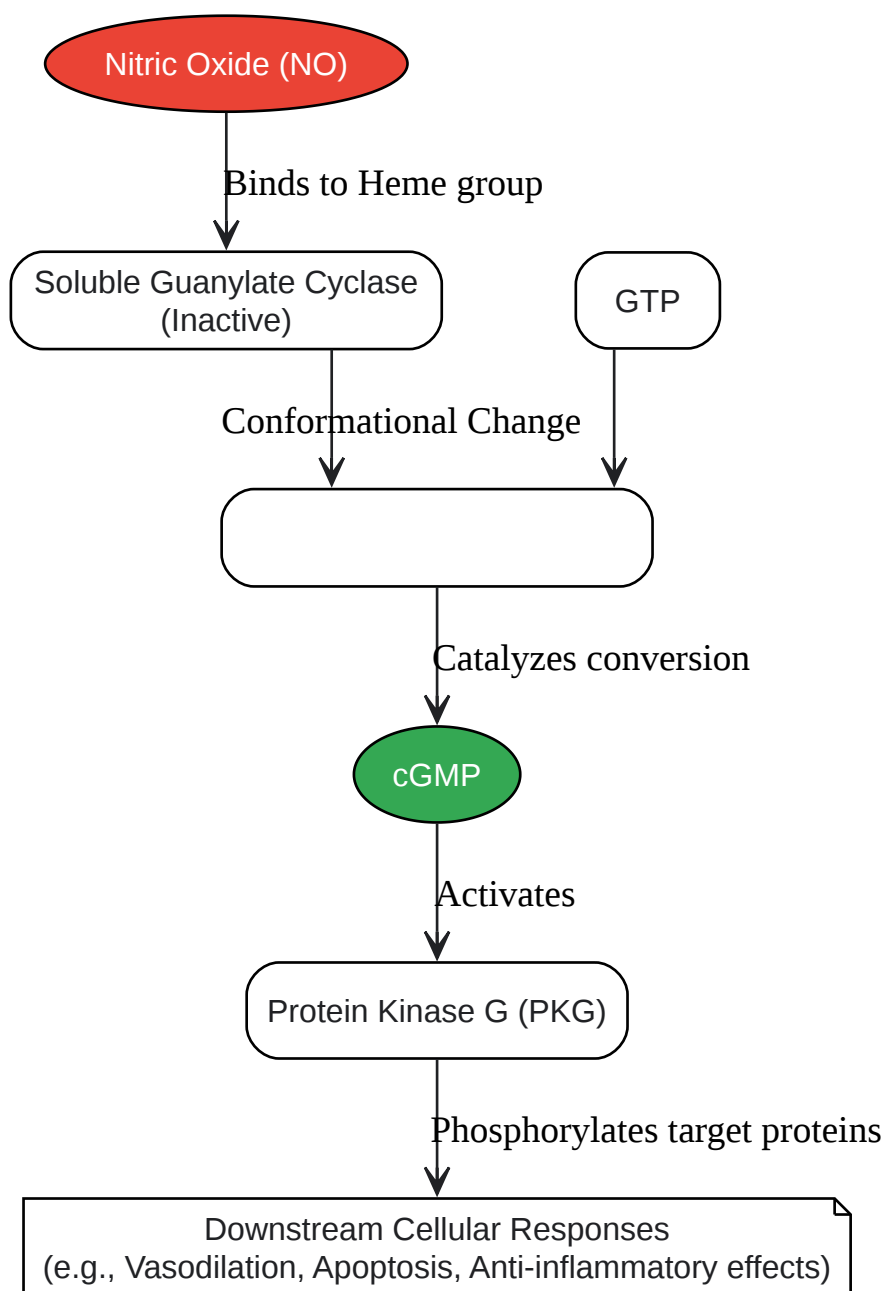 Nitric Oxide (NO)
Binds to Heme group
Soluble Guanylate Cyclase
(Inactive)
GTP
Conformational Change
Catalyzes conversion
cGMP
Activates
Protein Kinase G (PKG)
Phosphorylates target proteins
Downstream Cellular Responses
(e.g., Vasodilation, Apoptosis, Anti-inflammatory effects)